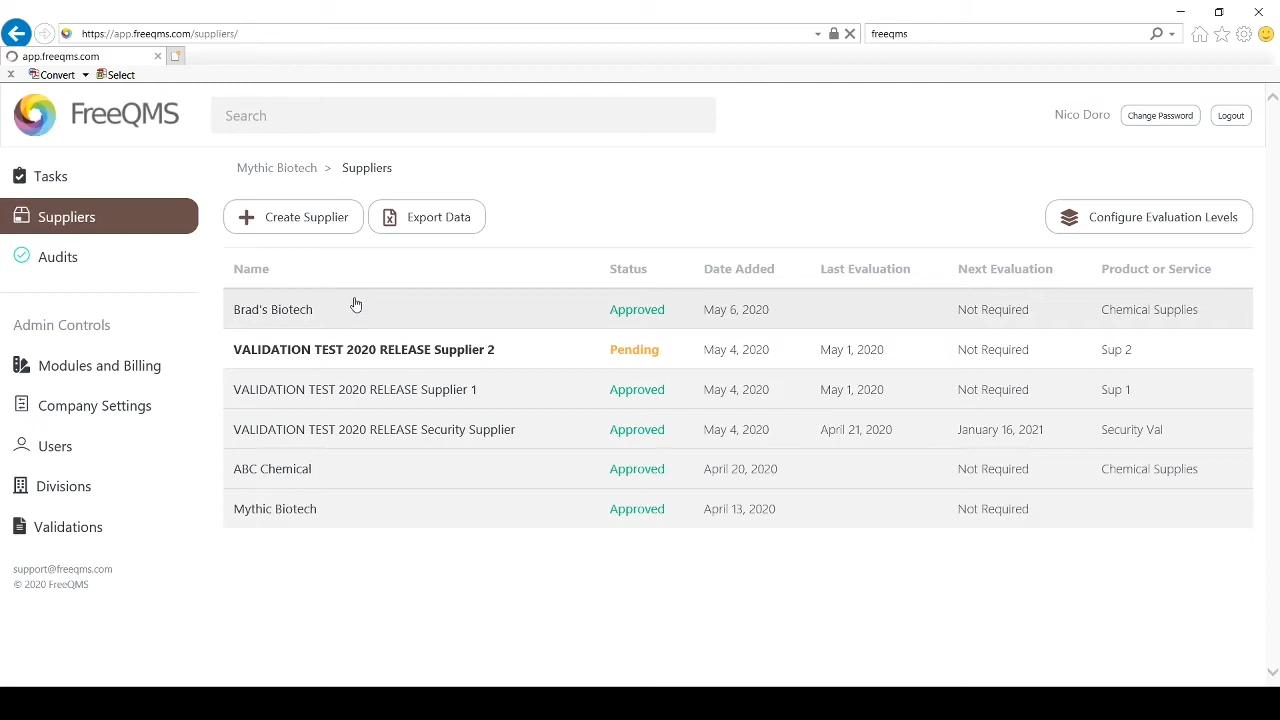 https://app.freeqms.com/suppliers/
freeqms
app.freeqms.com
x Convert Select
FreeQMS
Search
Nico Doro
Change Password
Logout
Tasks
Suppliers
Audits
Admin Controls
Modules and Billing
Company Settings
Users
Divisions
Validations
support@freeqms.com
© 2020 FreeQMS
Mythic Biotech > Suppliers
Create Supplier
Export Data
Configure Evaluation Levels
Name Status Date Added Last Evaluation Next Evaluation Product or Service
Brad's Biotech Approved May 6, 2020 Not Required Chemical Supplies
VALIDATION TEST 2020 RELEASE Supplier 2 Pending May 4, 2020 May 1, 2020 Not Required Sup 2
VALIDATION TEST 2020 RELEASE Supplier 1 Approved May 4, 2020 May 1, 2020 Not Required Sup 1
VALIDATION TEST 2020 RELEASE Security Supplier Approved May 4, 2020 April 21, 2020 January 16, 2021 Security Val
ABC Chemical Approved April 20, 2020 Not Required Chemical Supplies
Mythic Biotech Approved April 13, 2020 Not Required